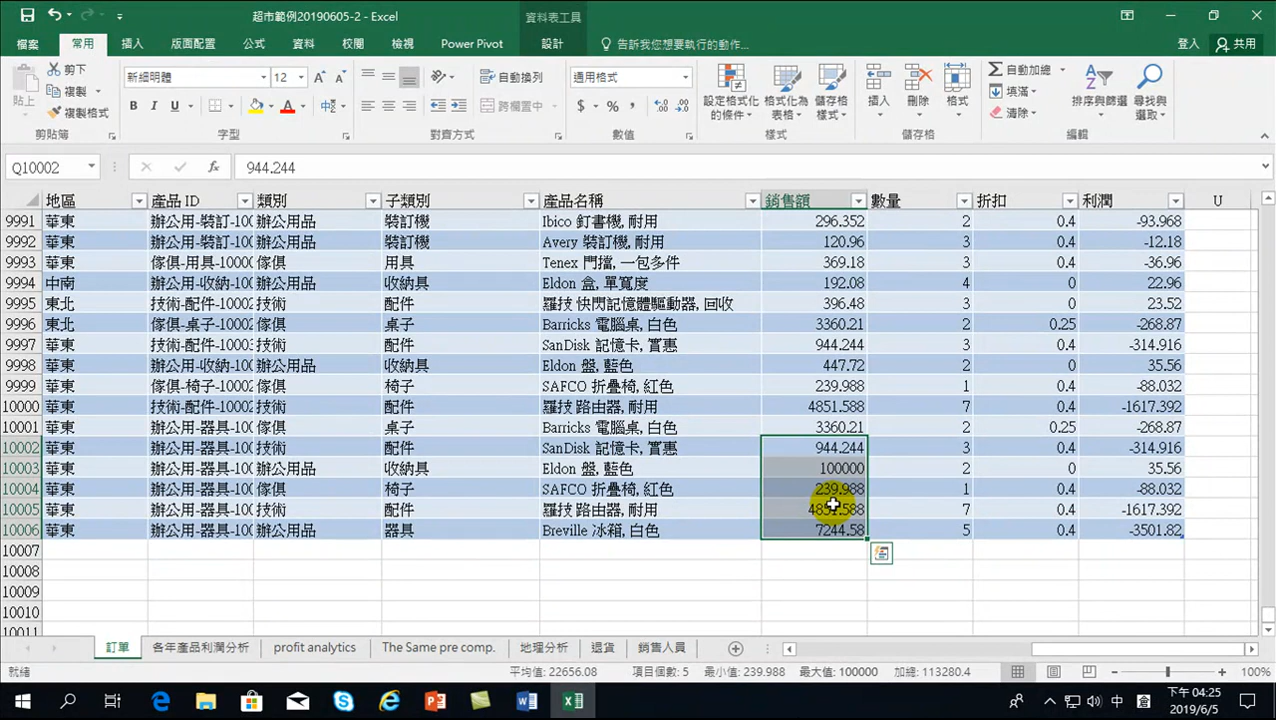 超市範例20190605-2 - Excel
資料表工具
檔案 常用 插入 版面配置 公式 資料 校閱 檢視 Power Pivot 設計 告訴我您想要執行的動作... 登入 共用
貼上 剪下 複製 複製格式 剪貼簿
新細明體 12 B I U A A A 中 字型
自動換列 跨欄置中 對齊方式
通用格式 $ % , 數值
設定格式化的條件 格式化為表格 儲存格樣式 樣式
插入 刪除 格式 儲存格
自動加總 填滿 清除 排序與篩選 尋找與選取 編輯
Q10002 fx 944.244
地區 產品 ID 類別 子類別 產品名稱 銷售額 數量 折扣 利潤 U
9991 華東 辦公用-裝訂-100 辦公用品 裝訂機 Ibico 釘書機, 耐用 296.352 2 0.4 -93.968
9992 華東 辦公用-裝訂-100 辦公用品 裝訂機 Avery 裝訂機, 耐用 120.96 3 0.4 -12.18
9993 華東 傢俱-用具-1000 傢俱 用具 Tenex 門擋, 一包多件 369.18 3 0.4 -36.96
9994 中南 辦公用-收納-100 辦公用品 收納具 Eldon 盒, 單寬度 192.08 4 0 22.96
9995 東北 技術-配件-10002 技術 配件 羅技 快閃記憶體驅動器, 回收 396.48 3 0 23.52
9996 東北 傢俱-桌子-10002 傢俱 桌子 Barricks 電腦桌, 白色 3360.21 2 0.25 -268.87
9997 華東 技術-配件-1000 技術 配件 SanDisk 記憶卡, 實惠 944.244 3 0.4 -314.916
9998 華東 辦公用-收納-100 辦公用品 收納具 Eldon 盤, 藍色 447.72 2 0 35.56
9999 華東 傢俱-椅子-10002 傢俱 椅子 SAFCO 折疊椅, 紅色 239.988 1 0.4 -88.032
10000 華東 技術-配件-10002 技術 配件 羅技 路由器, 耐用 4851.588 7 0.4 -1617.392
10001 華東 辦公用-器具-100 傢俱 桌子 Barricks 電腦桌, 白色 3360.21 2 0.25 -268.87
10002 華東 辦公用-器具-100 技術 配件 SanDisk 記憶卡, 實惠 944.244 3 0.4 -314.916
10003 華東 辦公用-器具-100 辦公用品 收納具 Eldon 盤, 藍色 100000 2 0 35.56
10004 華東 辦公用-器具-100 傢俱 椅子 SAFCO 折疊椅, 紅色 239.988 1 0.4 -88.032
10005 華東 辦公用-器具-100 技術 配件 羅技 路由器, 耐用 4851.588 7 0.4 -1617.392
10006 華東 辦公用-器具-100 辦公用品 器具 Breville 冰箱, 白色 7244.58 5 0.4 -3501.82
10007
10008
10009
10010
10011
訂單 各年產品利潤分析 profit analytics The Same pre comp. 地理分析 退貨 銷售人員
就緒 平均值: 22656.08 項目個數: 5 最小值: 239.988 最大值: 100000 加總: 113280.4 100%
中 下午 04:25
2019/6/5